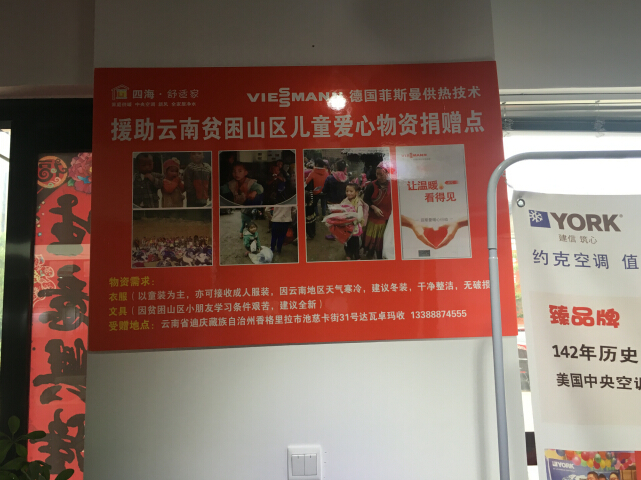 四海·舒适家
VIESSMANN 德国菲斯曼供热技术
援助云南贫困山区儿童爱心物资捐赠点
VIESSMANN
让温暖
看得见
物资需求：
衣服（以童装为主，亦可接收成人服装，因云南地区天气寒冷，建议冬装，干净整洁，无破损
文具（因贫困山区小朋友学习条件艰苦，建议全新）
受赠地点：云南省迪庆藏族自治州香格里拉市池慈卡街31号达瓦卓玛收 13388874555
YORK
建信 筑心
约克空调 值
臻品牌
142年历史
美国中央空调